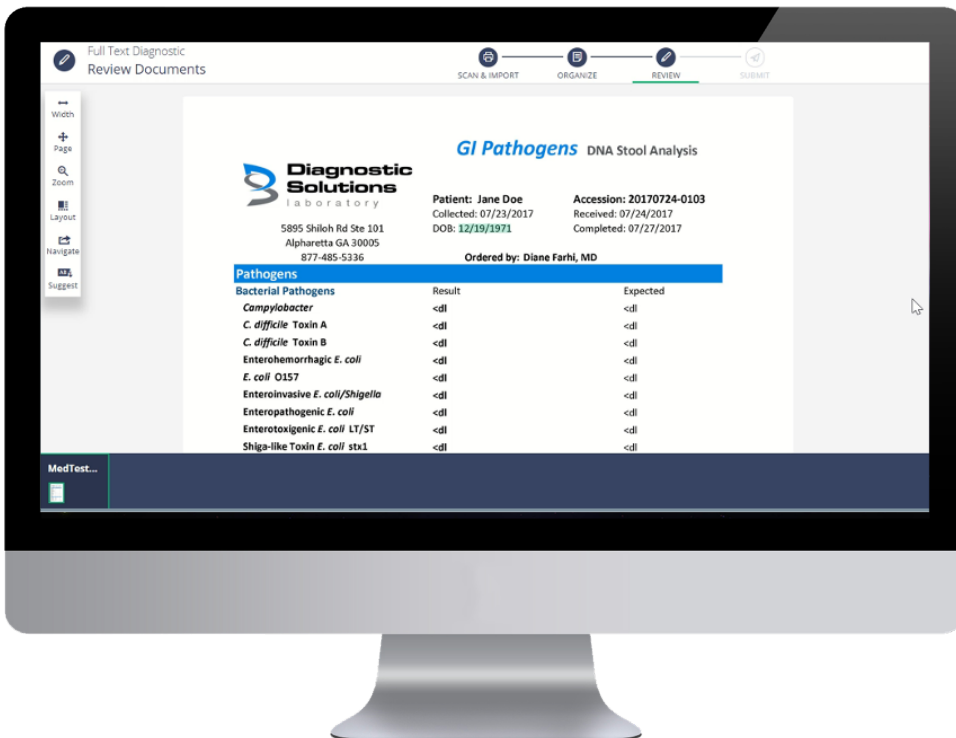 Full Text Diagnostic
Review Documents
SCAN & IMPORT
ORGANIZE
REVIEW
SUBMIT
Width
Page
Zoom
Layout
Navigate
Suggest
GI Pathogens DNA Stool Analysis
Diagnostic
Solutions
laboratory
5895 Shiloh Rd Ste 101
Alpharetta GA 30005
877-485-5336
Patient: Jane Doe
Collected: 07/23/2017
DOB: 12/19/1971
Accession: 20170724-0103
Received: 07/24/2017
Completed: 07/27/2017
Ordered by: Diane Farhi, MD
Pathogens
Bacterial Pathogens Result Expected
Campylobacter <dl <dl
C. difficile Toxin A <dl <dl
C. difficile Toxin B <dl <dl
Enterohemorrhagic E. coli <dl <dl
E. coli O157 <dl <dl
Enteroinvasive E. coli/Shigella <dl <dl
Enteropathogenic E. coli <dl <dl
Enterotoxigenic E. coli LT/ST <dl <dl
Shiga-like Toxin E. coli stx1 <dl <dl
MedTest...